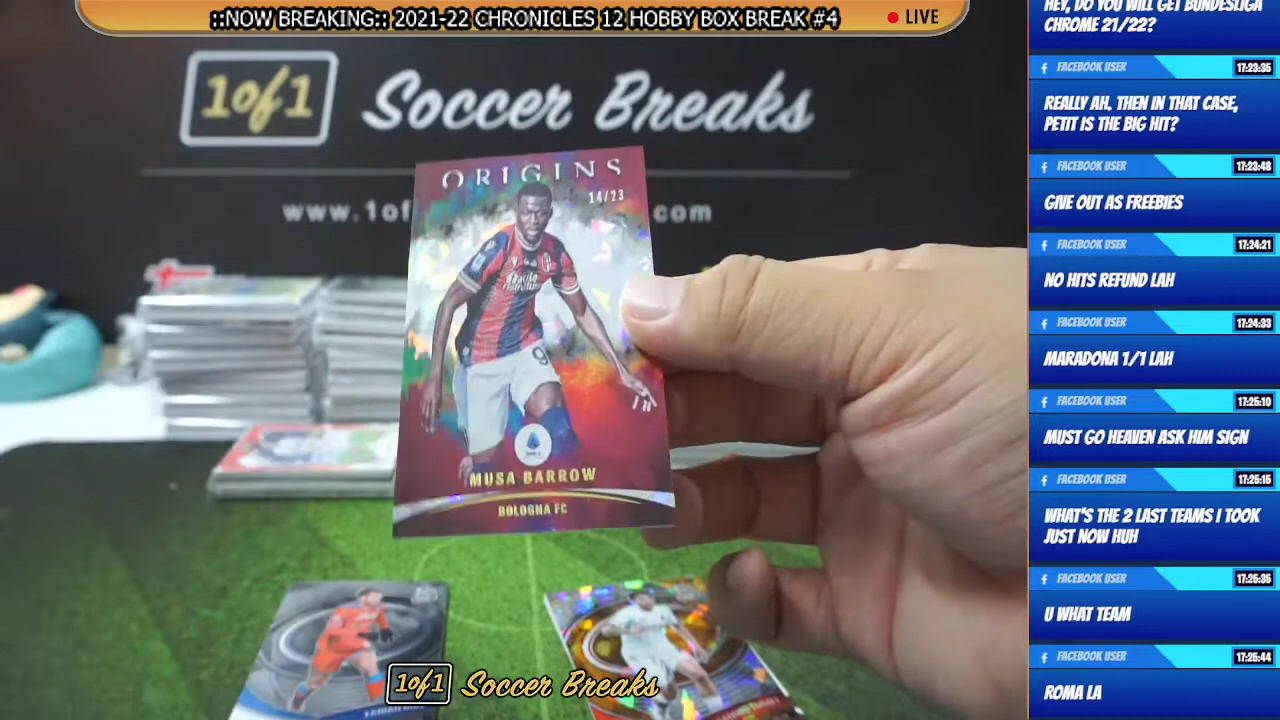 ::NOW BREAKING:: 2021-22 CHRONICLES 12 HOBBY BOX BREAK #4
LIVE
1of1 Soccer Breaks
www.1of
com
ORIGINS
14/23
9
MUSA BARROW
BOLOGNA FC
1of1 Soccer Breaks
HEY, DO YOU WILL GET BUNDESLIGA
CHROME 21/22?
FACEBOOK USER 17:23:35
REALLY AH. THEN IN THAT CASE,
PETIT IS THE BIG HIT?
FACEBOOK USER 17:23:48
GIVE OUT AS FREEBIES
FACEBOOK USER 17:24:21
NO HITS REFUND LAH
FACEBOOK USER 17:24:33
MARADONA 1/1 LAH
FACEBOOK USER 17:25:10
MUST GO HEAVEN ASK HIM SIGN
FACEBOOK USER 17:25:15
WHAT'S THE 2 LAST TEAMS I TOOK
JUST NOW HUH
FACEBOOK USER 17:25:35
U WHAT TEAM
FACEBOOK USER 17:25:44
ROMA LA